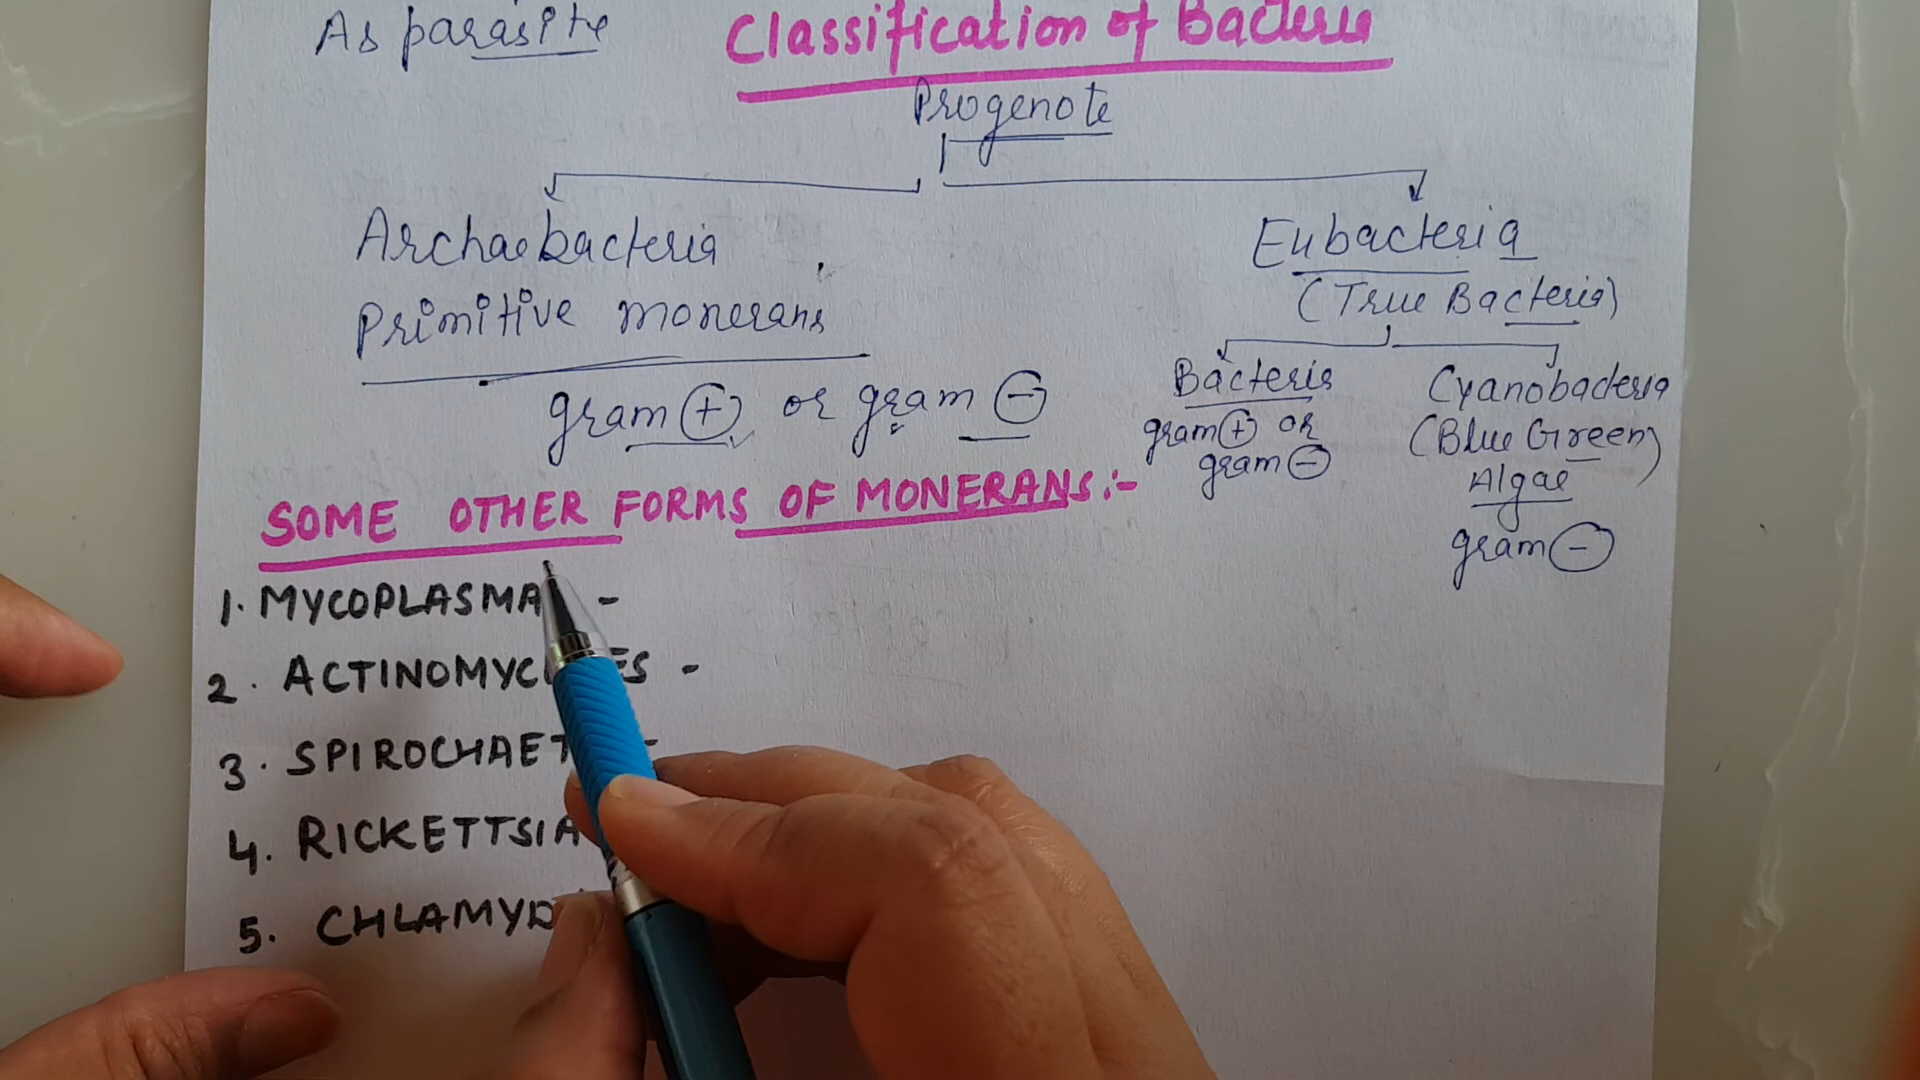 As parasite
Classification of Bacteria
Progenote
Archaebacteria
Primitive monerans
gram (+) or gram (-)
Eubacteria
(True Bacteria)
Bacteria
gram (+) or
gram (-)
Cyanobacteria
(Blue Green)
Algae
gram (-)
SOME OTHER FORMS OF MONERANS:-
1. MYCOPLASMA -
2. ACTINOMYC ES -
3. SPIROCHAET -
4. RICKETTSIA
5. CHLAMYD